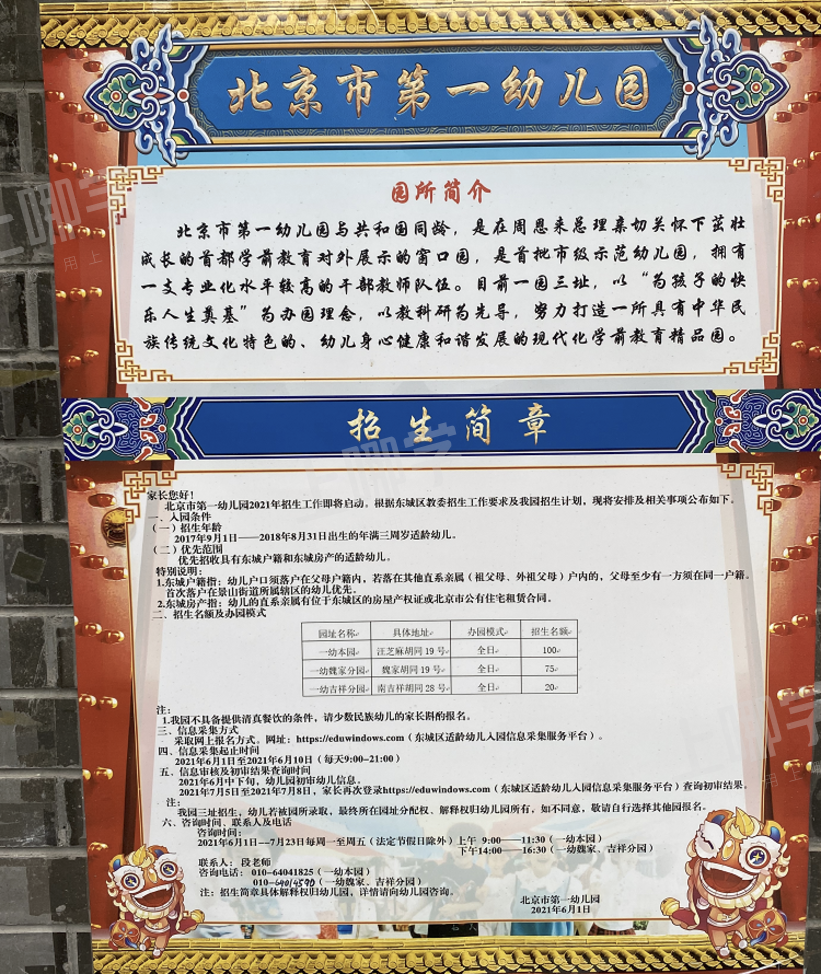 北京市第一幼儿园
园所简介
北京市第一幼儿园与共和国同龄，是在周恩来总理亲切关怀下茁壮
成长的首都学前教育对外展示的窗口园，是首批市级示范幼儿园，拥有
一支专业化水平较高的干部教师队伍。目前一园三址，以“为孩子的快
乐人生奠基”为办园理念，以教科研为先导，努力打造一所具有中华民
族传统文化特色的、幼儿身心健康和谐发展的现代化学前教育精品园。
招生简章
家长您好！
北京市第一幼儿园2021年招生工作即将启动，根据东城区教委招生工作要求及我园招生计划，现将安排及相关事项公布如下。
一、入园条件
（一）招生年龄
2017年9月1日——2018年8月31日出生的年满三周岁适龄幼儿。
（二）优先范围
优先招收具有东城户籍和东城房产的适龄幼儿。
特别说明：
1.东城户籍指：幼儿户口须落户在父母户籍内，若落在其他直系亲属（祖父母、外祖父母）户内的，父母至少有一方须在同一户籍。
首次落户在景山街道所属辖区的幼儿优先。
2.东城房产指：幼儿的直系亲属有位于东城区的房屋产权证或北京市公有住宅租赁合同。
二、招生名额及办园模式
园址名称 具体地址 办园模式 招生名额
一幼本园 汪芝麻胡同19号 全日 100
一幼魏家分园 魏家胡同19号 全日 75
一幼吉祥分园 南吉祥胡同28号 全日 20
注：
1.我园不具备提供清真餐饮的条件，请少数民族幼儿的家长斟酌报名。
三、信息采集方式
采取网上报名方式。网址：https://eduwindows.com（东城区适龄幼儿入园信息采集服务平台）。
四、信息采集起止时间
2021年6月1日至2021年6月10日（每天9:00-21:00）
五、信息审核及初审结果查询时间
2021年6月中下旬，幼儿园初审幼儿信息。
2021年7月5日至2021年7月8日，家长再次登录https://eduwindows.com（东城区适龄幼儿入园信息采集服务平台）查询初审结果。
注：
我园三址招生，幼儿若被园所录取，最终所在园址分配权、解释权归幼儿园所有，如不同意，敬请自行选择其他园报名。
六、咨询时间、联系人及电话
咨询时间：
2021年6月1日--7月23日每周一至周五（法定节假日除外）上午 9:00——11:30（一幼本园）
下午14:00——16:30（一幼魏家、吉祥分园）
联系人：段老师
咨询电话：010-64041825（一幼本园）
010-64014590（一幼魏家、吉祥分园）
注：招生简章具体解释权归幼儿园，详情请向幼儿园咨询。
北京市第一幼儿园
2021年6月1日